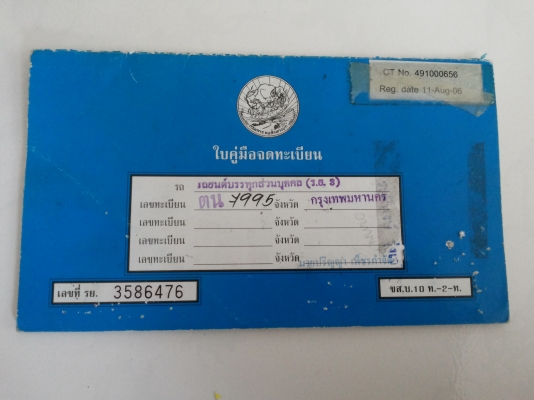 CT No. 491000656
Reg. date 11-Aug-06
ใบคู่มือจดทะเบียน
รถ รถยนต์บรรทุกส่วนบุคคล (ร.ย. 3)
เลขทะเบียน ตน 7995 จังหวัด กรุงเทพมหานคร
เลขทะเบียน จังหวัด
เลขทะเบียน จังหวัด
เลขทะเบียน จังหวัด
เลขที่ รย. 3586476
ขส.บ.10 ท.-2-ท.